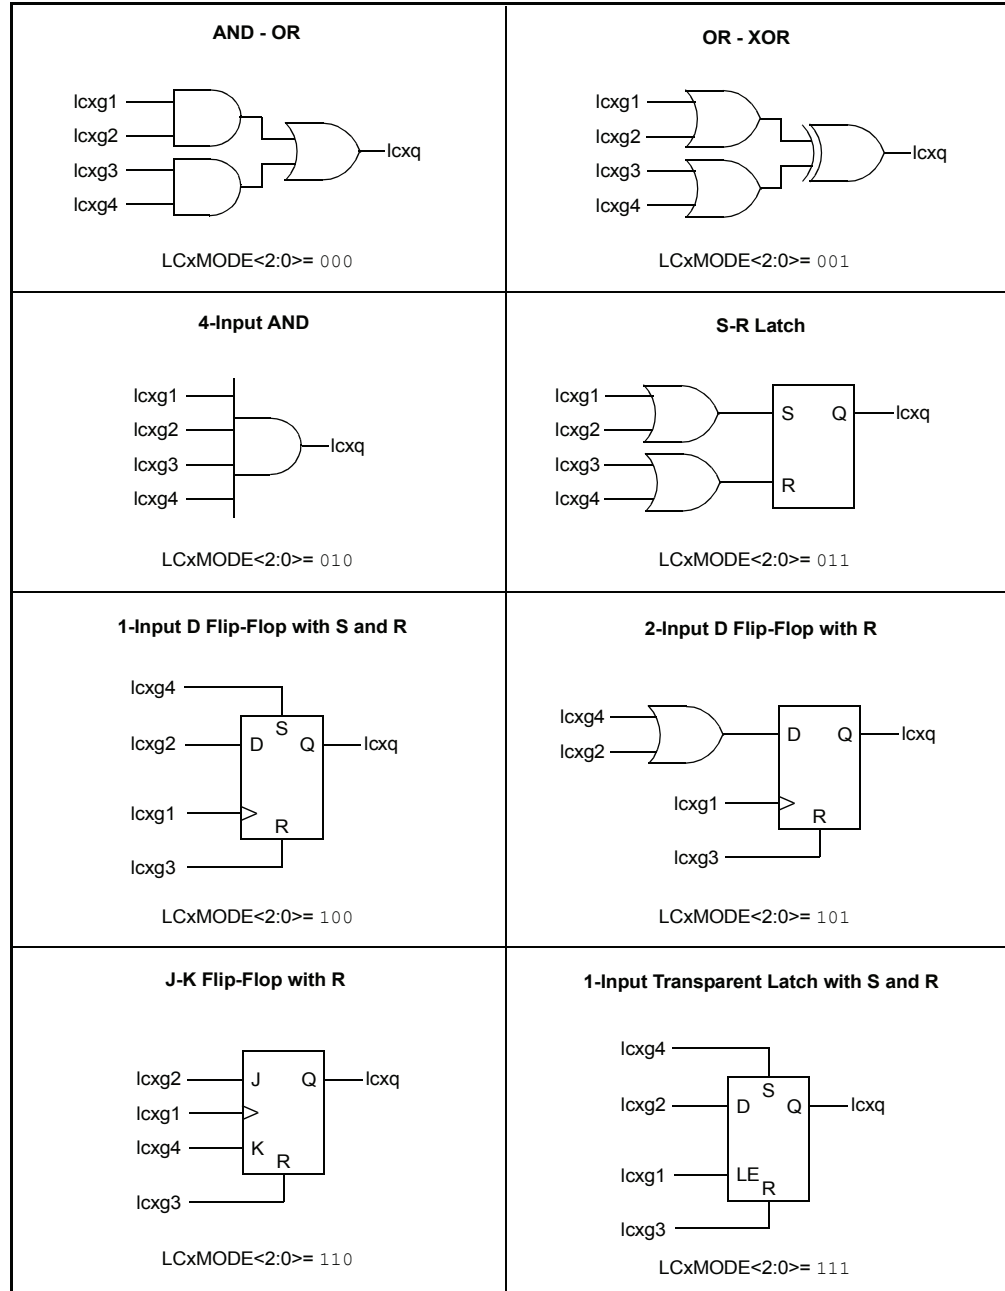 AND - OR
lcxg1
lcxg2
lcxg3
lcxg4
lcxq
LCxMODE<2:0>= 000
OR - XOR
lcxg1
lcxg2
lcxg3
lcxg4
lcxq
LCxMODE<2:0>= 001
4-Input AND
lcxg1
lcxg2
lcxg3
lcxg4
lcxq
LCxMODE<2:0>= 010
S-R Latch
lcxg1
lcxg2
lcxg3
lcxg4
S Q
R
lcxq
LCxMODE<2:0>= 011
1-Input D Flip-Flop with S and R
lcxg4
S
lcxg2
D Q
lcxq
lcxg1
R
lcxg3
LCxMODE<2:0>= 100
2-Input D Flip-Flop with R
lcxg4
lcxg2
D Q
lcxq
lcxg1
R
lcxg3
LCxMODE<2:0>= 101
J-K Flip-Flop with R
lcxg2
J Q
lcxq
lcxg1
lcxg4
K
R
lcxg3
LCxMODE<2:0>= 110
1-Input Transparent Latch with S and R
lcxg4
S
lcxg2
D Q
lcxq
lcxg1
LE
R
lcxg3
LCxMODE<2:0>= 111